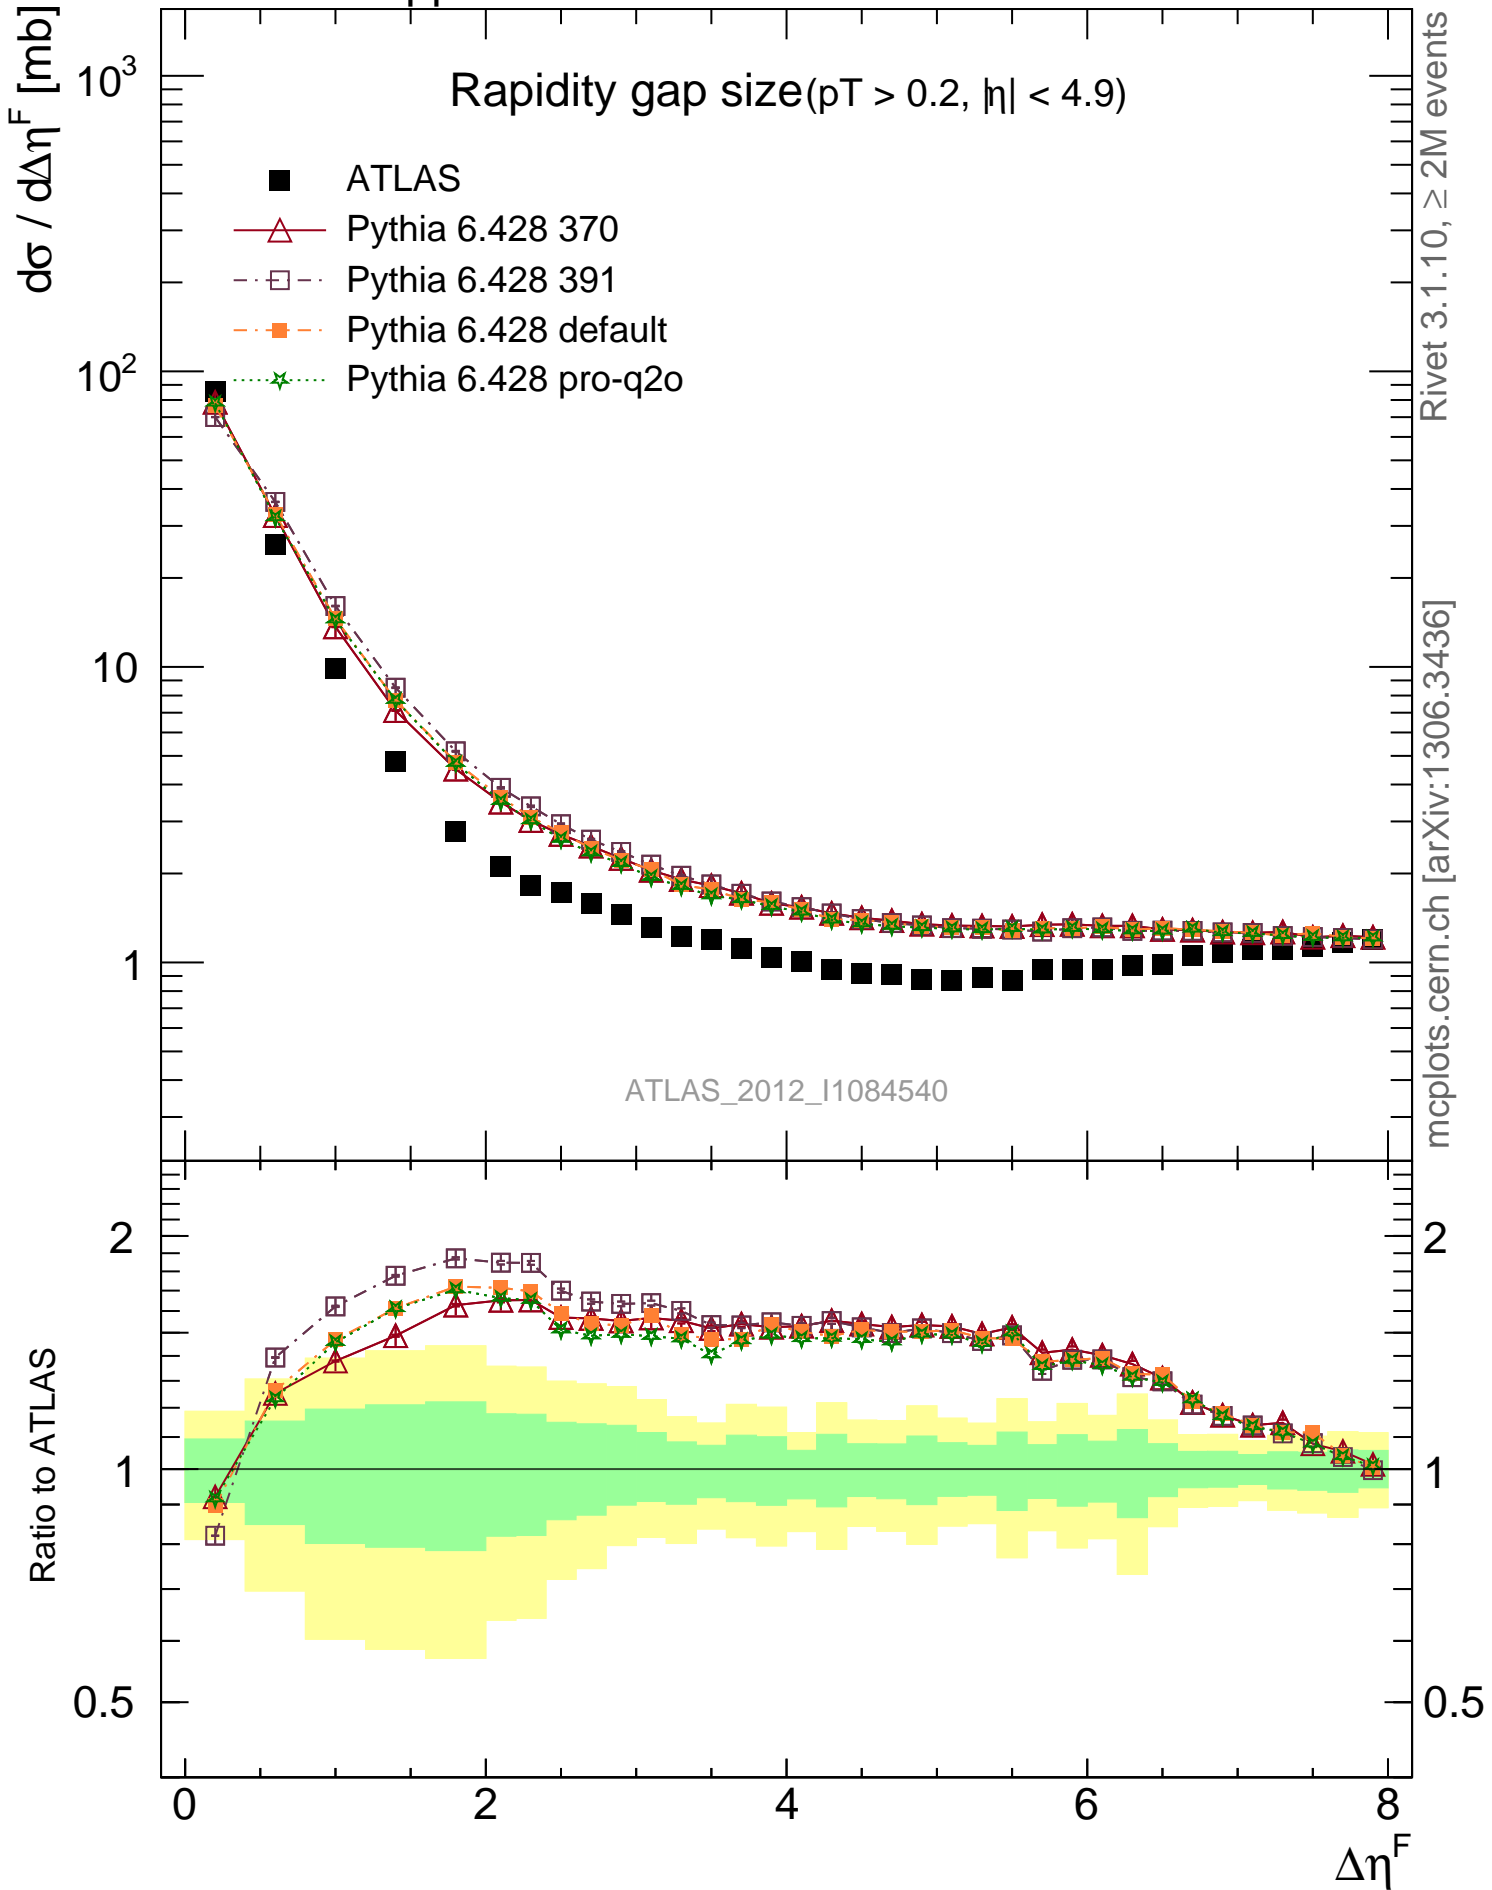 Rapidity gap size(pT > 0.2, |η| < 4.9)
dσ / dΔη^F [mb]
10^3
10^2
10
1
ATLAS
Pythia 6.428 370
Pythia 6.428 391
Pythia 6.428 default
Pythia 6.428 pro-q2o
ATLAS_2012_I1084540
Rivet 3.1.10, ≥ 2M events
mcplots.cern.ch [arXiv:1306.3436]
Ratio to ATLAS
2
1
0.5
2
1
0.5
0 2 4 6 8
Δη^F